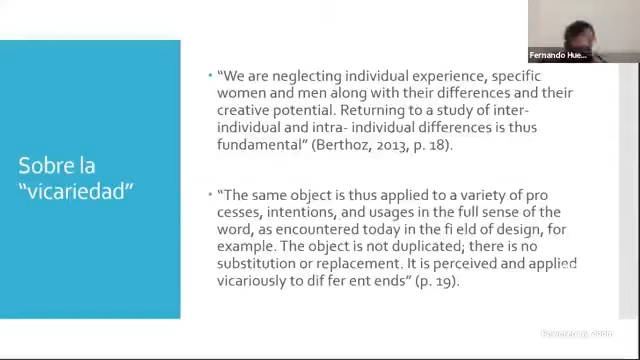 Fernando Hue...
Sobre la
“vicariedad”
“We are neglecting individual experience, specific
women and men along with their differences and their
creative potential. Returning to a study of inter-
individual and intra- individual differences is thus
fundamental” (Berthoz, 2013, p. 18).
“The same object is thus applied to a variety of pro
cesses, intentions, and usages in the full sense of the
word, as encountered today in the fi eld of design, for
example. The object is not duplicated; there is no
substitution or replacement. It is perceived and applied
vicariously to dif fer ent ends” (p. 19).
Powered by Zoom